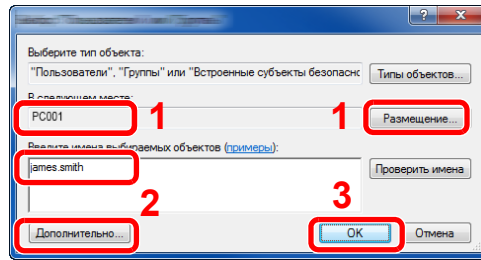 Выберите тип объекта:
"Пользователи", "Группы" или "Встроенные субъекты безопасно
Типы объектов...
В следующем месте:
PC001
1
1
Размещение...
Введите имена выбираемых объектов (примеры):
james.smith
Проверить имена
2
3
Дополнительно...
OK
Отмена